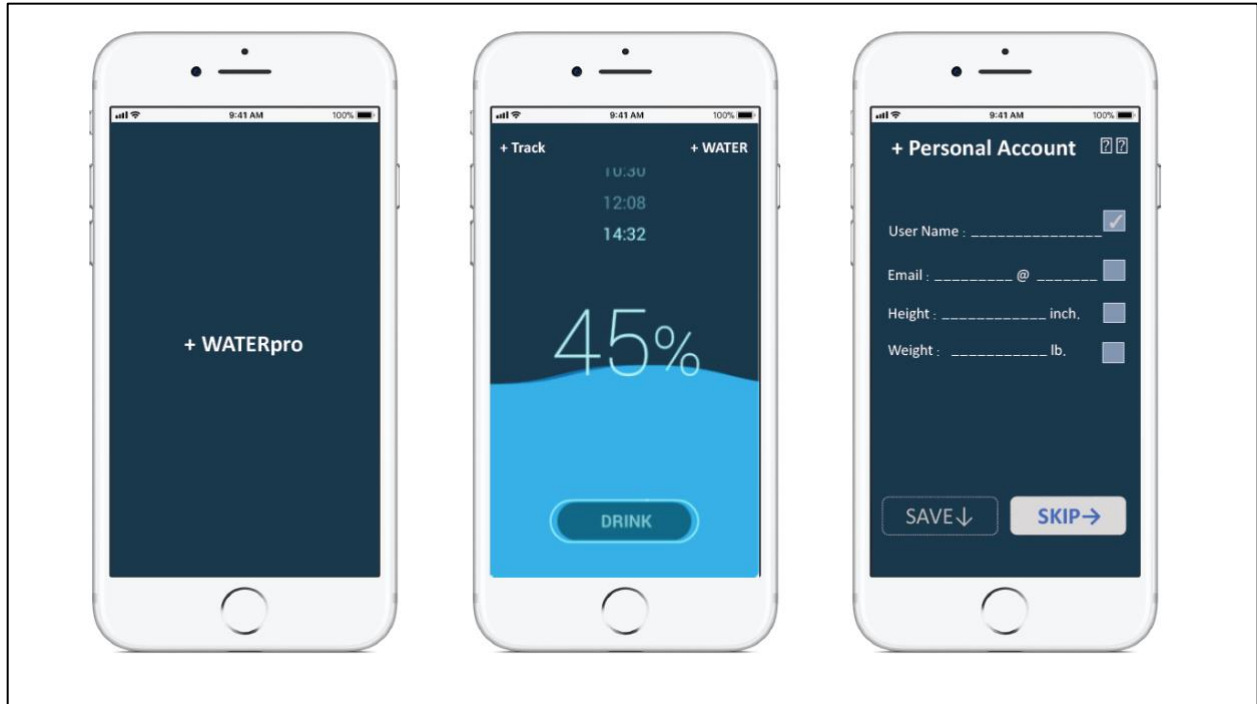 9:41 AM 100%
+ WATERpro
9:41 AM 100%
+ Track + WATER
10:30
12:08
14:32
45%
DRINK
9:41 AM 100%
+ Personal Account
User Name : _______________
Email : _________ @ _______
Height : ____________ inch.
Weight : ___________ lb.
SAVE↓ SKIP→